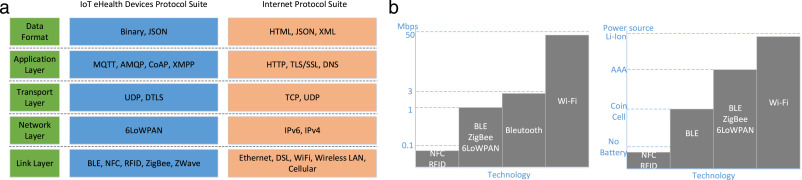 a
IoT eHealth Devices Protocol Suite
Internet Protocol Suite
Data
Format
Binary, JSON
HTML, JSON, XML
Application
Layer
MQTT, AMQP, CoAP, XMPP
HTTP, TLS/SSL, DNS
Transport
Layer
UDP, DTLS
TCP, UDP
Network
Layer
6LoWPAN
IPv6, IPv4
Link Layer
BLE, NFC, RFID, ZigBee, ZWave
Ethernet, DSL, WiFi, Wireless LAN,
Cellular
b
Mbps
50
3
1
0.1
NFC
RFID
BLE
ZigBee
6LoWPAN
Bleutooth
Wi-Fi
Technology
Power source
Li-Ion
AAA
Coin
Cell
No
Battery
NFC
RFID
BLE
BLE
ZigBee
6LoWPAN
Wi-Fi
Technology